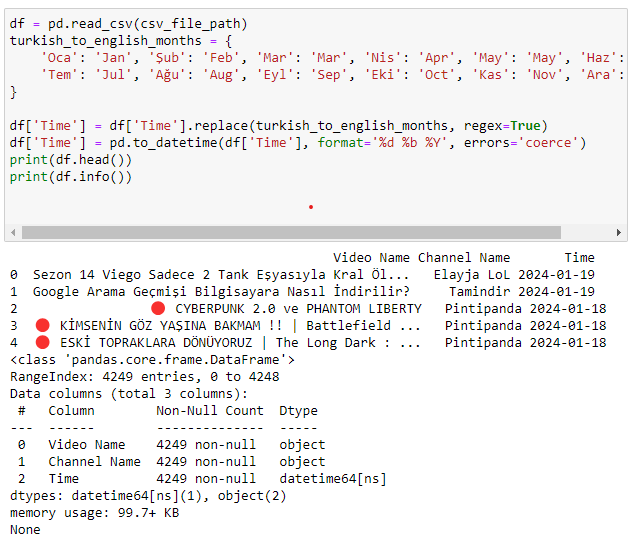 df = pd.read_csv(csv_file_path)
turkish_to_english_months = {
    'Oca': 'Jan', 'Şub': 'Feb', 'Mar': 'Mar', 'Nis': 'Apr', 'May': 'May', 'Haz':
    'Tem': 'Jul', 'Ağu': 'Aug', 'Eyl': 'Sep', 'Eki': 'Oct', 'Kas': 'Nov', 'Ara':
}
df['Time'] = df['Time'].replace(turkish_to_english_months, regex=True)
df['Time'] = pd.to_datetime(df['Time'], format='%d %b %Y', errors='coerce')
print(df.head())
print(df.info())
Video Name Channel Name       Time
0  Sezon 14 Viego Sadece 2 Tank Eşyasıyla Kral Öl...   Elayja LoL 2024-01-19
1  Google Arama Geçmişi Bilgisayara Nasıl İndirilir?     Tamindir 2024-01-19
2                 🔴 CYBERPUNK 2.0 ve PHANTOM LIBERTY   Pintipanda 2024-01-18
3  🔴 KİMSENİN GÖZ YAŞINA BAKMAM !! | Battlefield ...   Pintipanda 2024-01-18
4  🔴 ESKİ TOPRAKLARA DÖNÜYORUZ | The Long Dark : ...   Pintipanda 2024-01-18
<class 'pandas.core.frame.DataFrame'>
RangeIndex: 4249 entries, 0 to 4248
Data columns (total 3 columns):
 #   Column        Non-Null Count  Dtype
---  ------        --------------  -----
 0   Video Name    4249 non-null   object
 1   Channel Name  4249 non-null   object
 2   Time          4249 non-null   datetime64[ns]
dtypes: datetime64[ns](1), object(2)
memory usage: 99.7+ KB
None